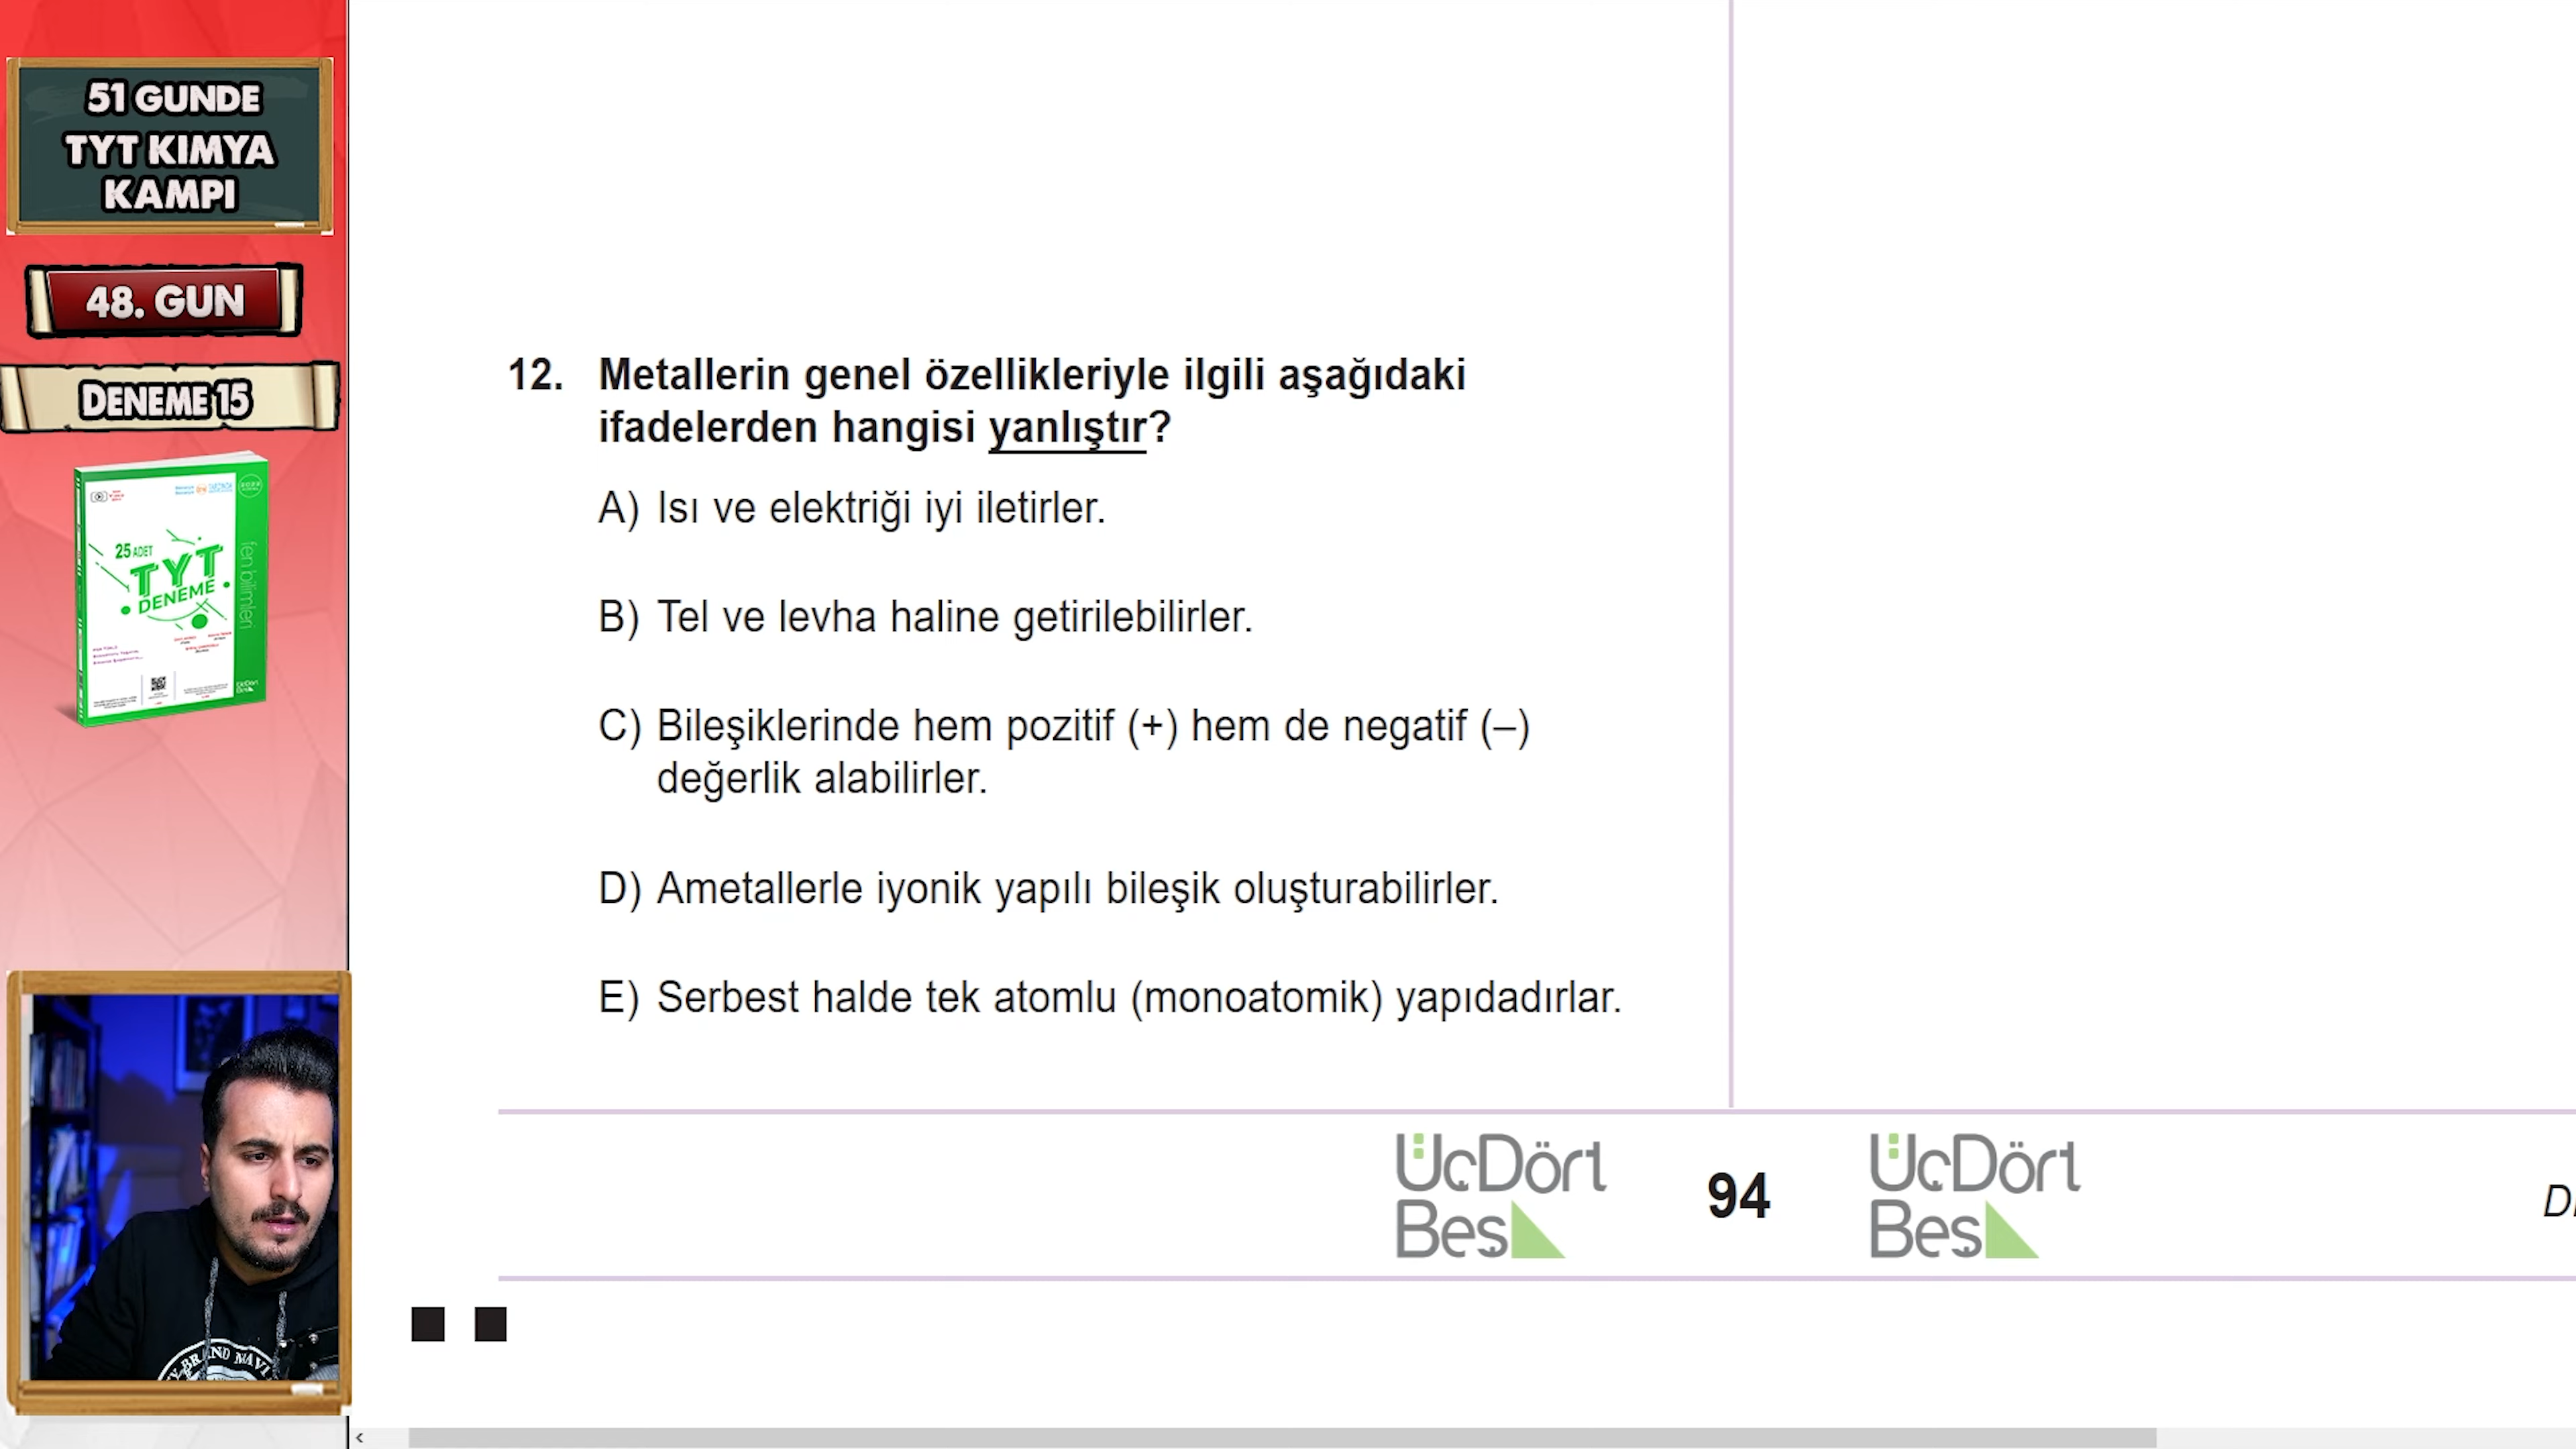 51 GUNDE
TYT KIMYA
KAMPI
48. GUN
DENEME 15
25 ADET
TYT
DENEME
fen bilimleri
12. Metallerin genel özellikleriyle ilgili aşağıdaki
ifadelerden hangisi yanlıştır?
A) Isı ve elektriği iyi iletirler.
B) Tel ve levha haline getirilebilirler.
C) Bileşiklerinde hem pozitif (+) hem de negatif (–)
değerlik alabilirler.
D) Ametallerle iyonik yapılı bileşik oluşturabilirler.
E) Serbest halde tek atomlu (monoatomik) yapıdadırlar.
ÜçDört
Beş
94
ÜçDört
Beş